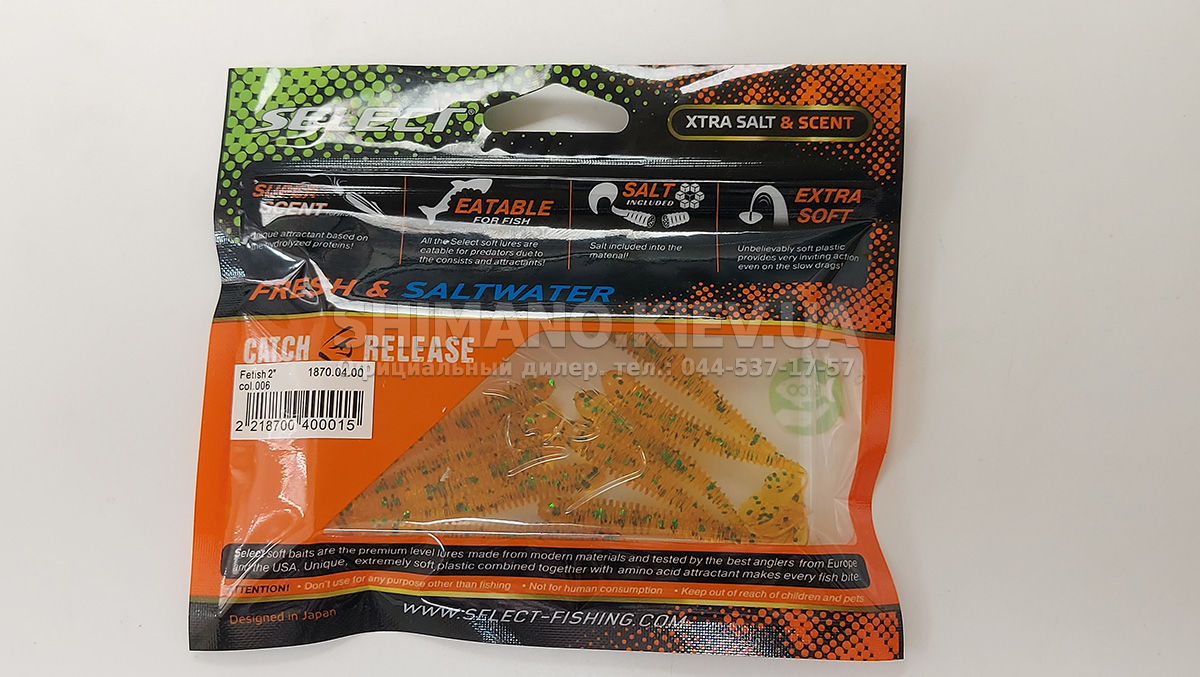 SELECT®
XTRA SALT & SCENT
SUPER
SCENT
EATABLE
FOR FISH
SALT
INCLUDED
EXTRA
SOFT
attractant based on
hydrolyzed proteins!
All the Select soft lures are
eatable for predators due to
the consists and attractants!
Salt included into the
material!
Unbelievably soft plastic
provides very inviting action
even on the slow drags!
FRESH & SALTWATER
SHIMANO.KIEV.UA
CATCH RELEASE
Официальный дилер. тел.: 044-537-17-57
Fetish 2" 1870.04.00
col.006
2 218700 400015
Select soft baits are the premium level lures made from modern materials and tested by the best anglers from Europe
and the USA. Unique, extremely soft plastic combined together with amino acid attractant makes every fish bite.
ATTENTION! • Don't use for any purpose other than fishing • Not for human consumption • Keep out of reach of children and pets
Designed in Japan
WWW.SELECT-FISHING.COM